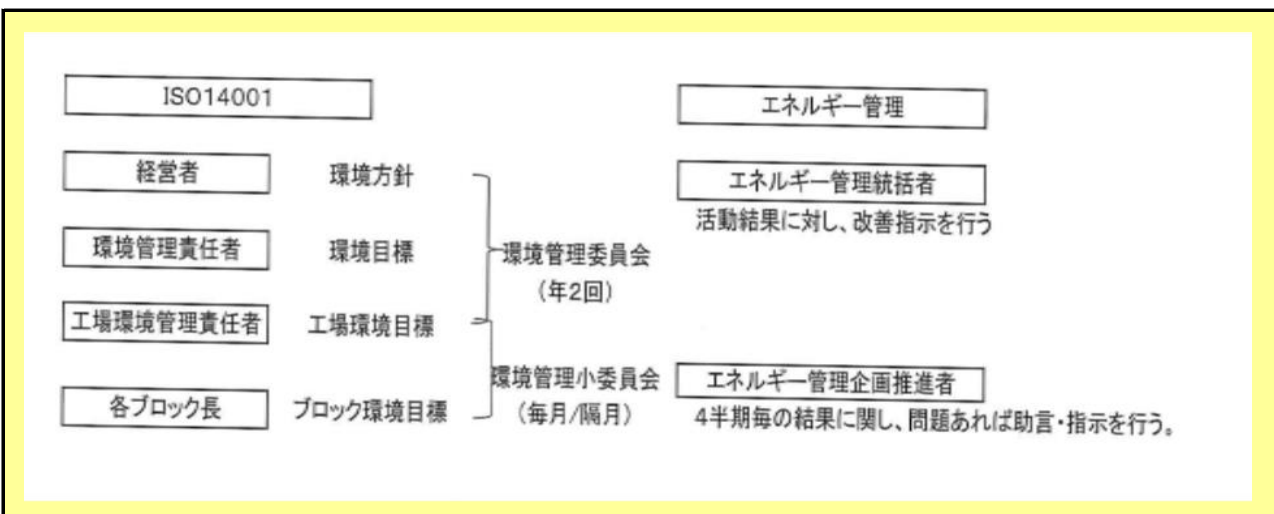 ISO14001
エネルギー管理
経営者 環境方針
エネルギー管理統括者
活動結果に対し、改善指示を行う
環境管理責任者 環境目標
環境管理委員会
(年2回)
工場環境管理責任者 工場環境目標
環境管理小委員会
(毎月/隔月)
エネルギー管理企画推進者
各ブロック長 ブロック環境目標
4半期毎の結果に関し、問題あれば助言・指示を行う。